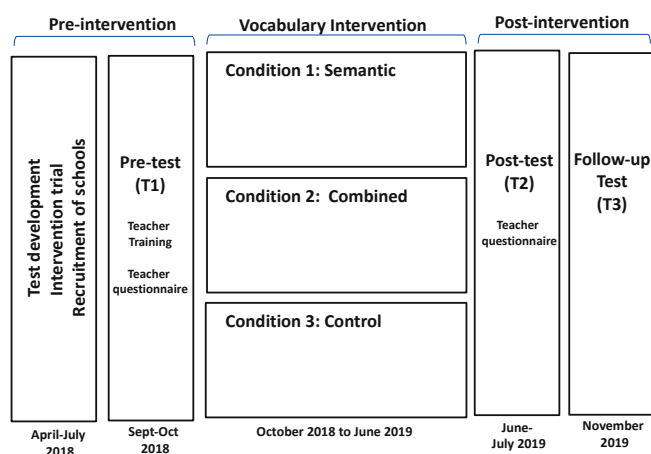 Pre-intervention
Vocabulary Intervention
Post-intervention
Test development
Intervention trial
Recruitment of schools
Pre-test
(T1)
Teacher
Training
Teacher
questionnaire
Condition 1: Semantic
Condition 2:  Combined
Condition 3: Control
Post-test
(T2)
Teacher
questionnaire
Follow-up
Test
(T3)
April-July
2018
Sept-Oct
2018
October 2018 to June 2019
June-
July 2019
November
2019